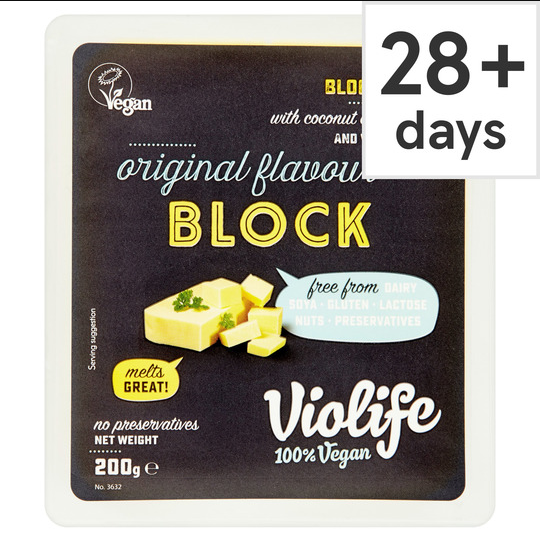 28+
days
Vegan
with coconut
AND
original flavour
BLOCK
free from DAIRY
SOYA · GLUTEN · LACTOSE
NUTS · PRESERVATIVES
Serving suggestion
melts
GREAT!
Violife
100% Vegan
no preservatives
NET WEIGHT
200g e
No. 3632